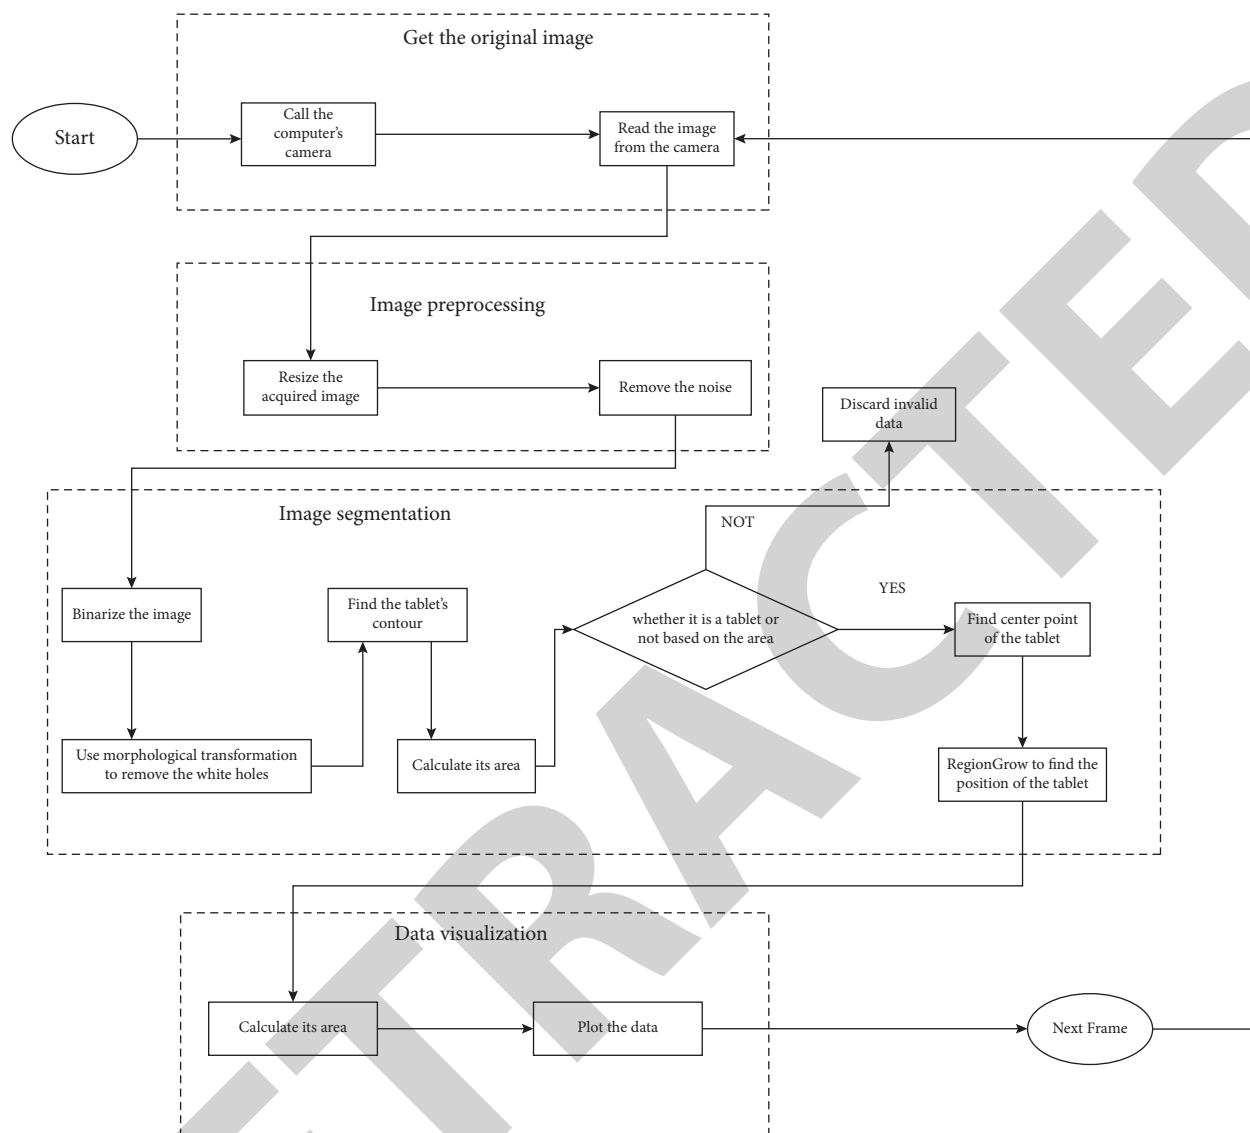 Get the original image
Start
Call the
computer's
camera
Read the image
from the camera
Image preprocessing
Resize the
acquired image
Remove the noise
Discard invalid
data
Image segmentation
NOT
YES
Binarize the image
Find the tablet's
contour
whether it is a tablet or
not based on the area
Find center point
of the tablet
Use morphological transformation
to remove the white holes
Calculate its area
RegionGrow to find the
position of the tablet
Data visualization
Calculate its area
Plot the data
Next Frame
ETRACTED